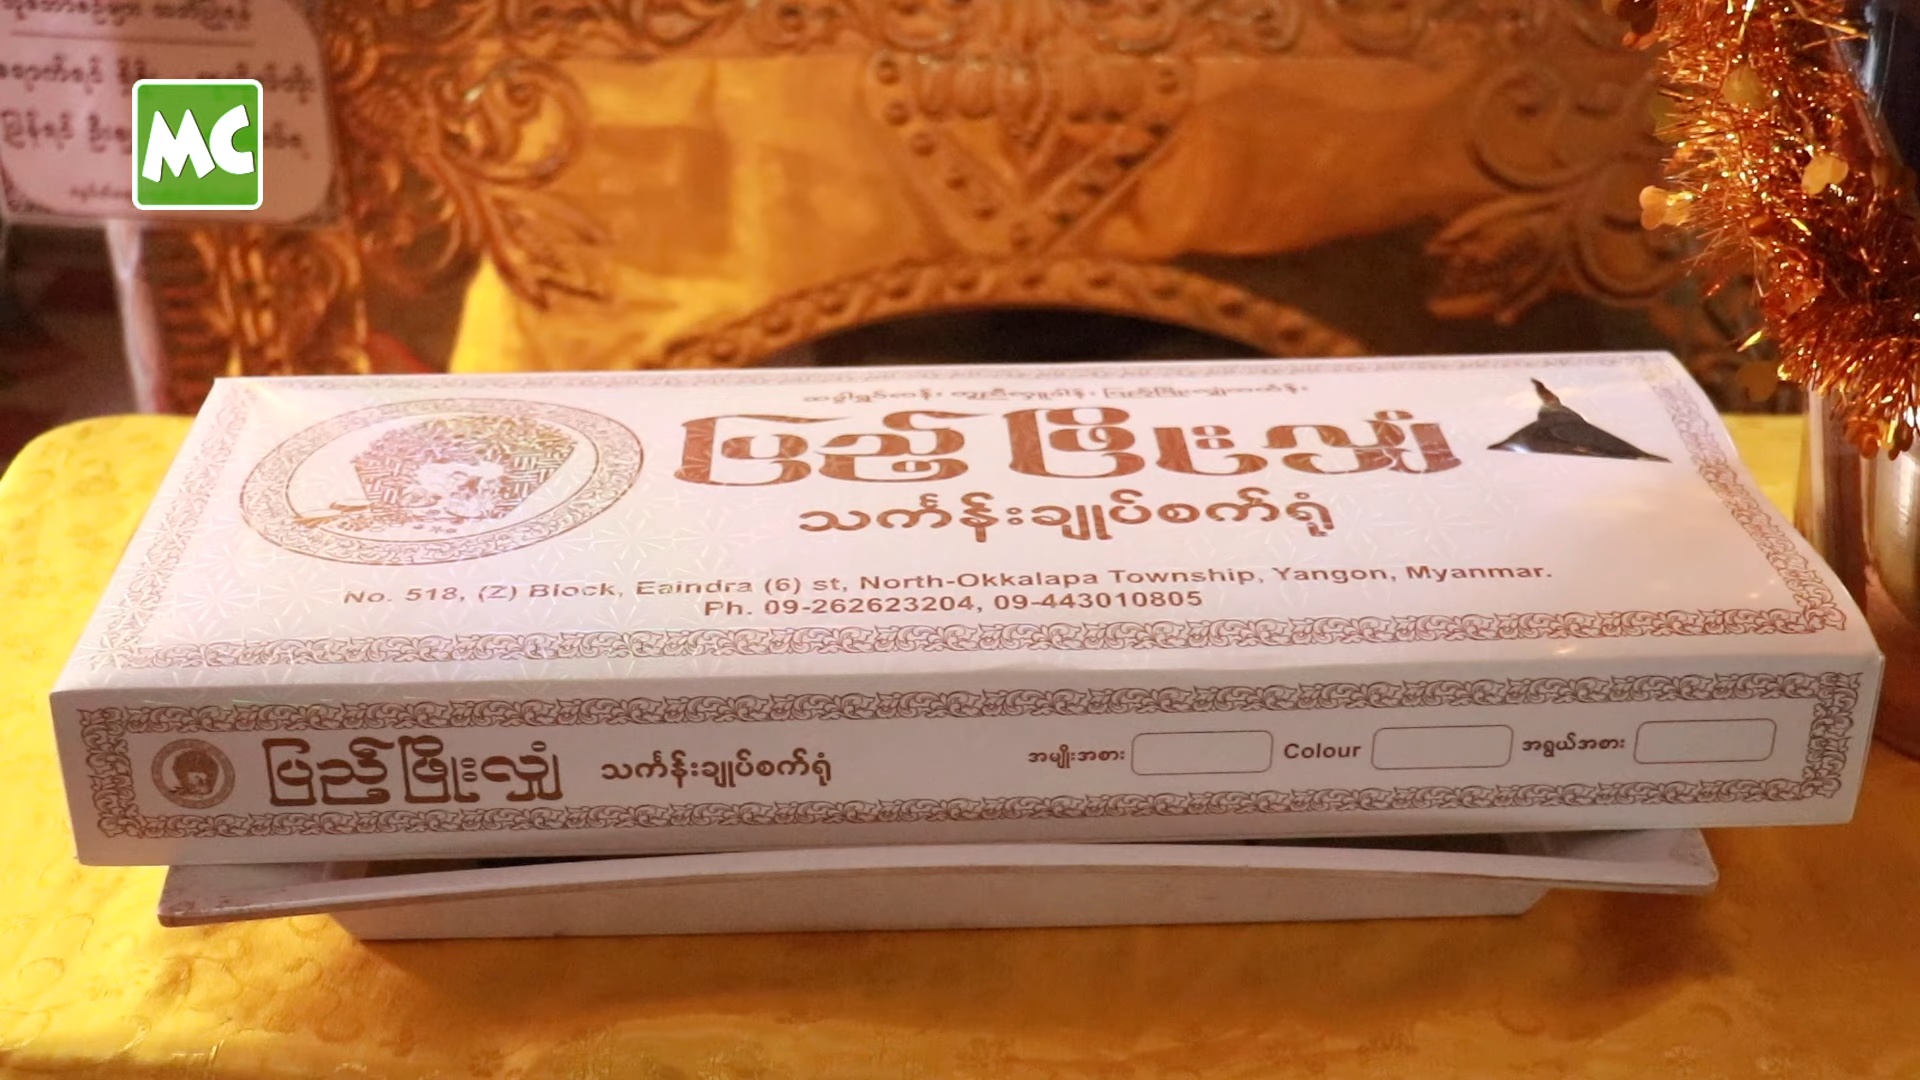 MC
ပြည့်ဖြိုးလျှံ
သင်္ကန်းချုပ်စက်ရုံ
No. 518, (Z) Block, Eaindra (6) st, North-Okkalapa Township, Yangon, Myanmar.
Ph. 09-262623204, 09-443010805
ပြည့်ဖြိုးလျှံ သင်္ကန်းချုပ်စက်ရုံ အမျိုးအစား Colour အရွယ်အစား